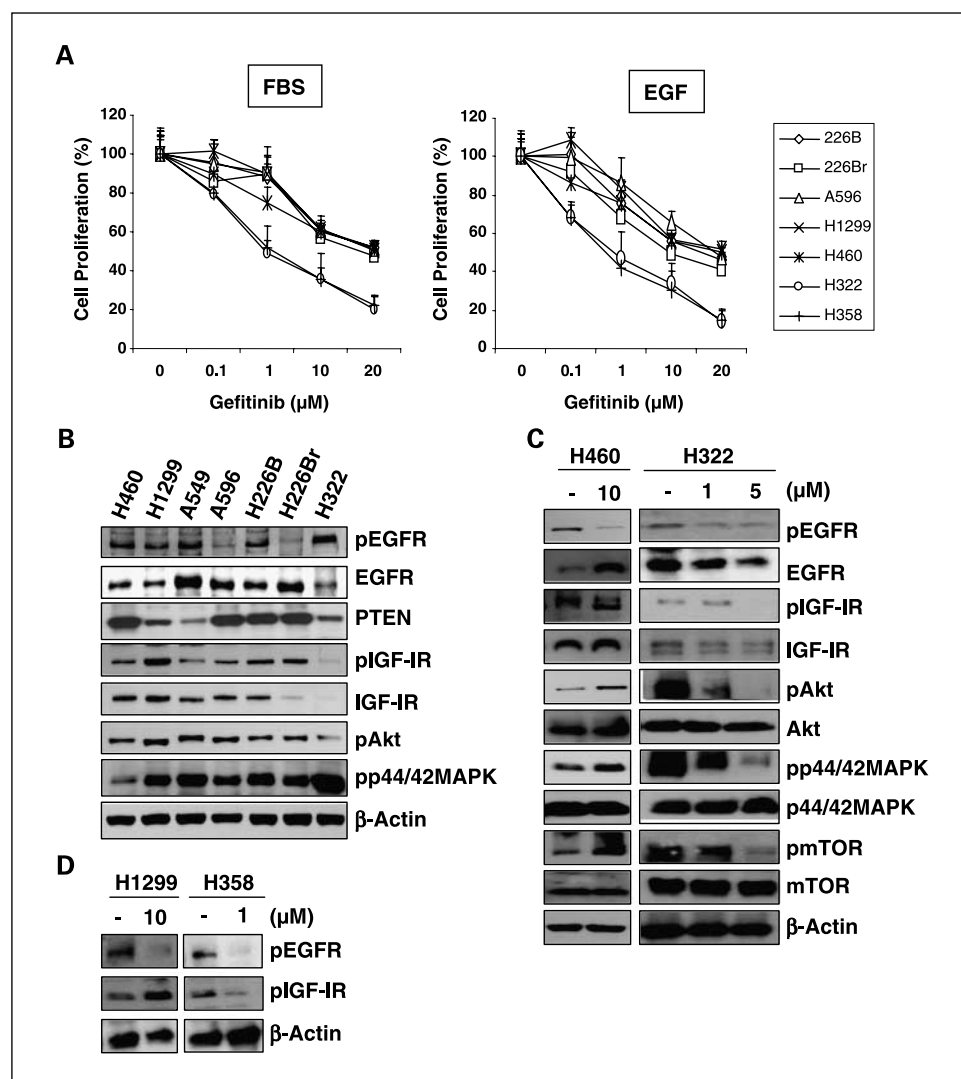 A
FBS
EGF
Cell Proliferation (%)
120
100
80
60
40
20
0
0 0.1 1 10 20
Gefitinib (µM)
Cell Proliferation (%)
120
100
80
60
40
20
0
0 0.1 1 10 20
Gefitinib (µM)
226B
226Br
A596
H1299
H460
H322
H358
B
H460 H1299 A549 A596 H226B H226Br H322
pEGFR
EGFR
PTEN
pIGF-IR
IGF-IR
pAkt
pp44/42MAPK
β-Actin
C
H460 H322
- 10 - 1 5 (µM)
pEGFR
EGFR
pIGF-IR
IGF-IR
pAkt
Akt
pp44/42MAPK
p44/42MAPK
pmTOR
mTOR
β-Actin
D
H1299 H358
- 10 - 1 (µM)
pEGFR
pIGF-IR
β-Actin